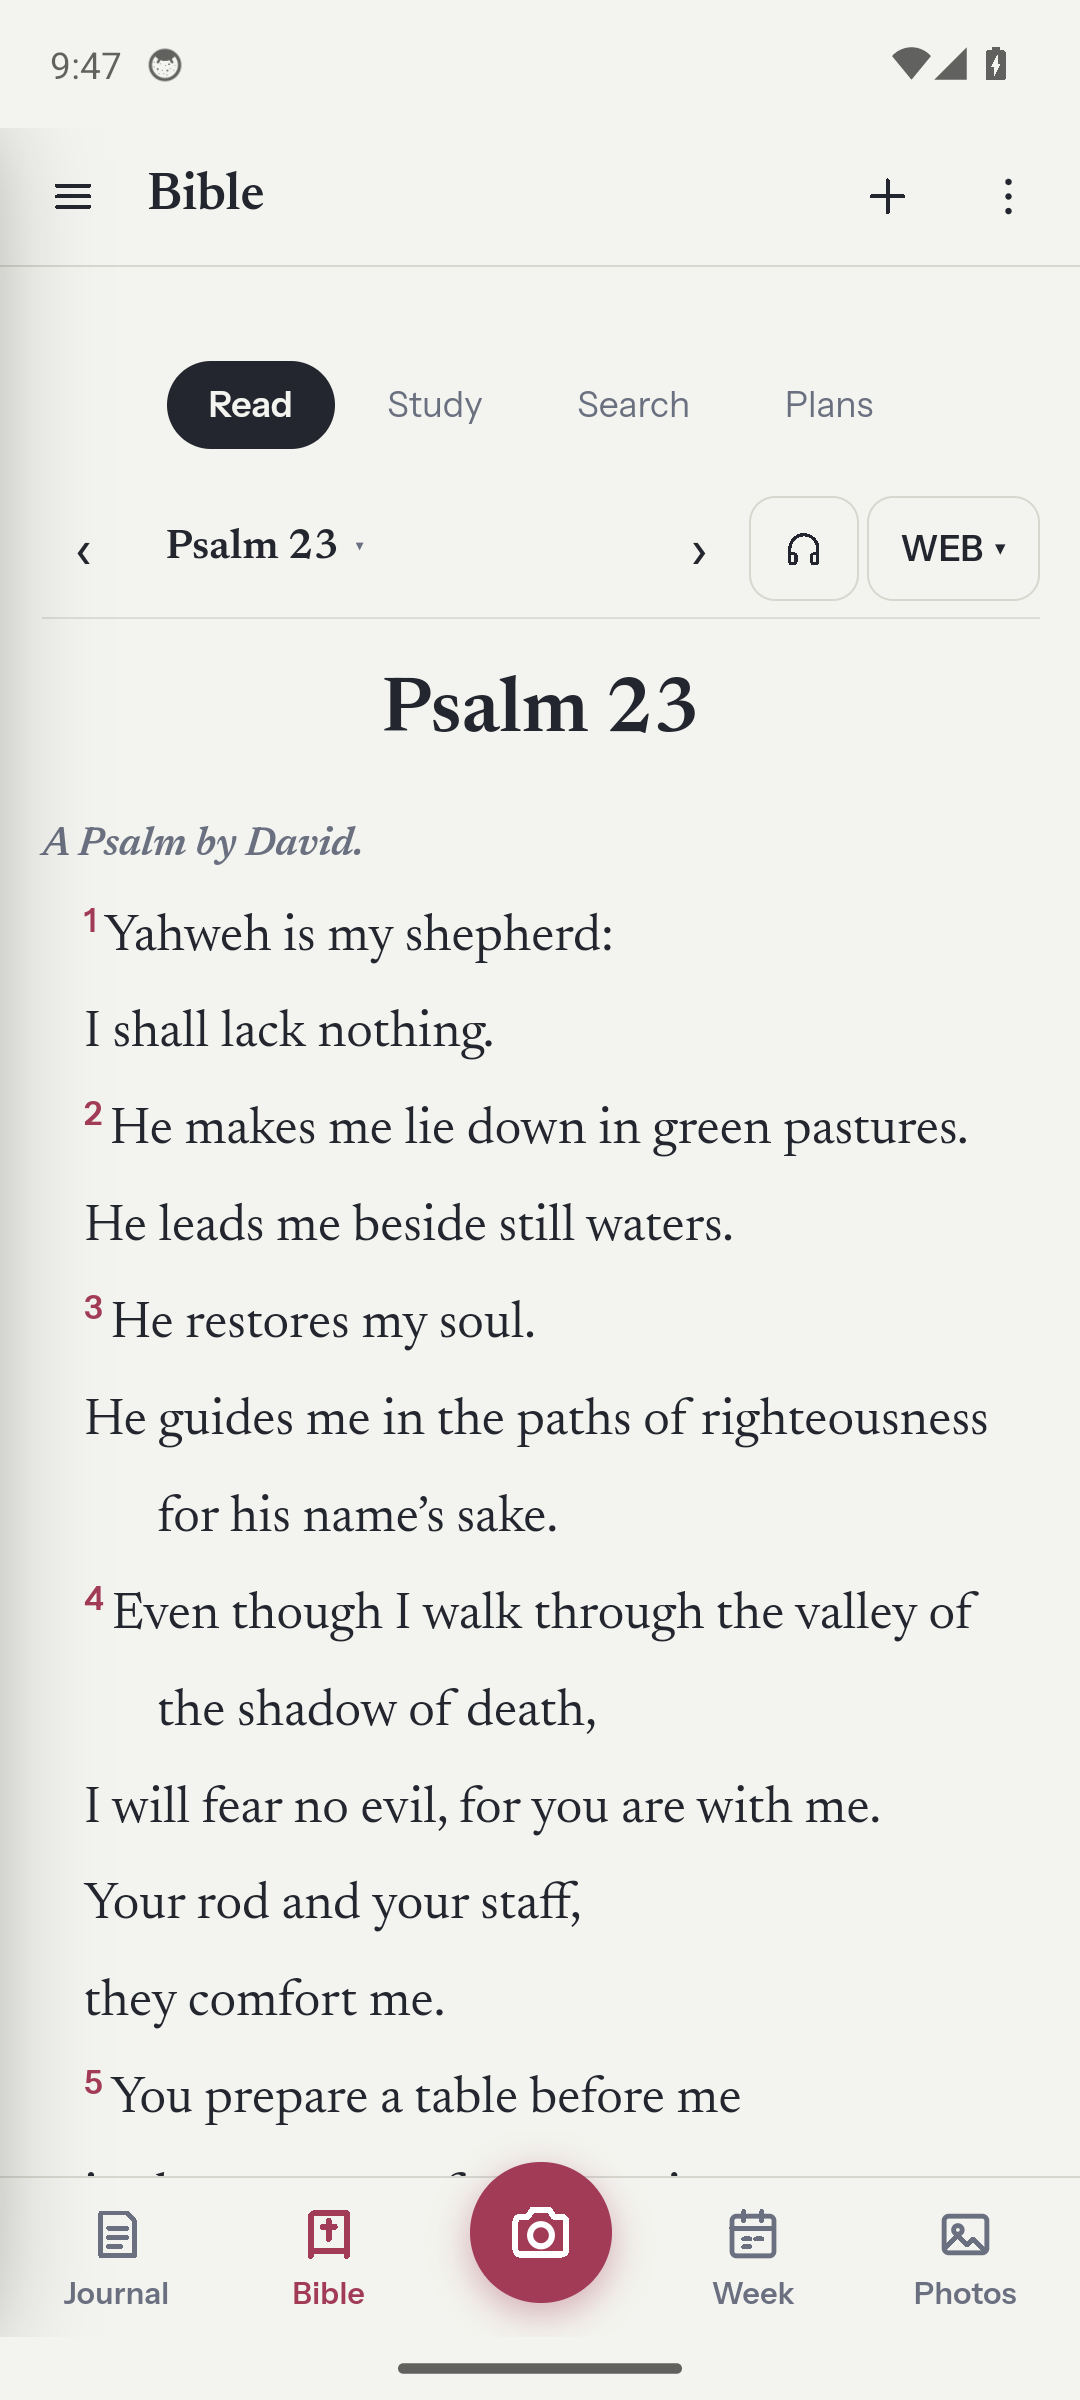 9:47
Bible
Read Study Search Plans
Psalm 23
WEB
Psalm 23
A Psalm by David.
1 Yahweh is my shepherd:
I shall lack nothing.
2 He makes me lie down in green pastures.
He leads me beside still waters.
3 He restores my soul.
He guides me in the paths of righteousness
for his name’s sake.
4 Even though I walk through the valley of
the shadow of death,
I will fear no evil, for you are with me.
Your rod and your staff,
they comfort me.
5 You prepare a table before me
Journal Bible Week Photos